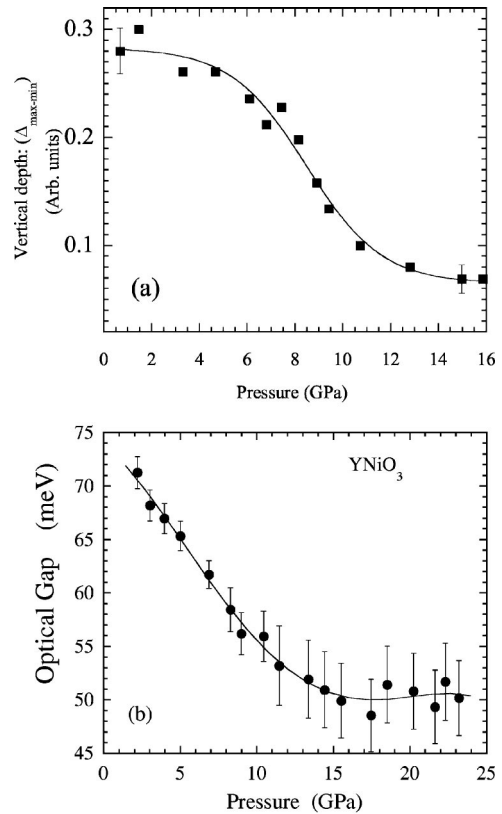 0.3
0.2
0.1
Vertical depth: (Δmax-min)
(Arb. units)
(a)
0 2 4 6 8 10 12 14 16
Pressure (GPa)
75
70
65
60
55
50
45
Optical Gap (meV)
YNiO3
(b)
0 5 10 15 20 25
Pressure (GPa)